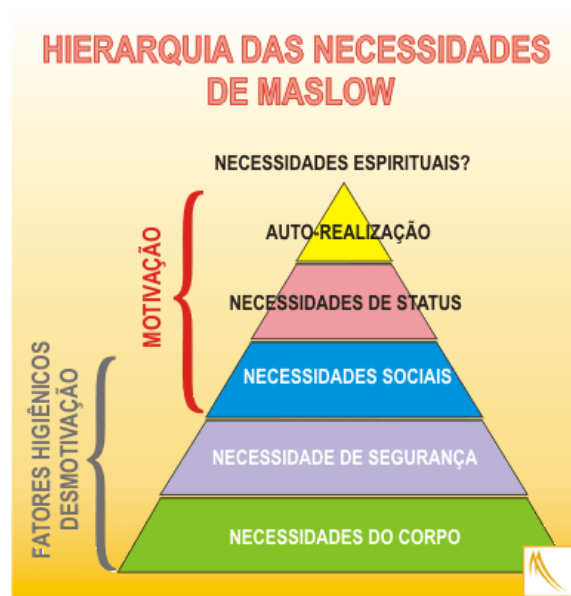 HIERARQUIA DAS NECESSIDADES
DE MASLOW
NECESSIDADES ESPIRITUAIS?
AUTO-REALIZAÇÃO
NECESSIDADES DE STATUS
NECESSIDADES SOCIAIS
NECESSIDADE DE SEGURANÇA
NECESSIDADES DO CORPO
MOTIVAÇÃO
FATORES HIGIÊNICOS
DESMOTIVAÇÃO